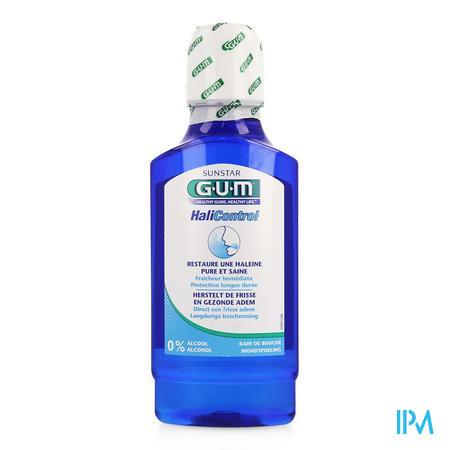 SUNSTAR
G·U·M
HEALTHY GUMS. HEALTHY LIFE.®
HaliControl
RESTAURE UNE HALEINE
PURE ET SAINE
Fraîcheur immédiate
Protection longue durée
HERSTELT DE FRISSE
EN GEZONDE ADEM
Direct een frisse adem
Langdurige bescherming
0% ALCOOL
ALCOHOL
BAIN DE BOUCHE
MONDSPOELING
IPM